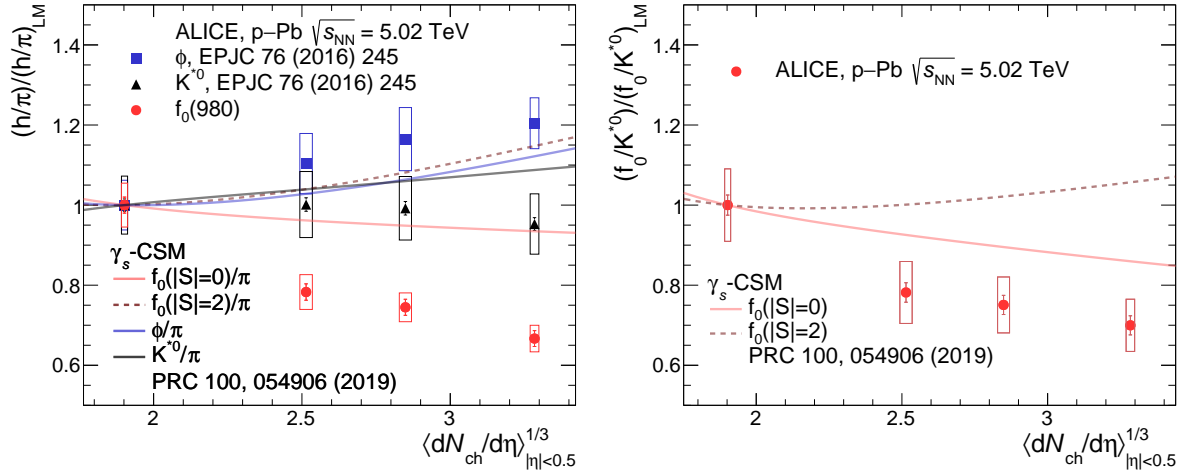 (h/π)/(h/π)LM
ALICE, p−Pb √sNN = 5.02 TeV
ϕ, EPJC 76 (2016) 245
K*0, EPJC 76 (2016) 245
f0(980)
1.4
1.2
1
0.8
0.6
γs-CSM
f0(|S|=0)/π
f0(|S|=2)/π
ϕ/π
K*0/π
PRC 100, 054906 (2019)
2 2.5 3
⟨dNch/dη⟩1/3|η|<0.5
(f0/K*0)/(f0/K*0)LM
ALICE, p−Pb √sNN = 5.02 TeV
1.4
1.2
1
0.8
0.6
γs-CSM
f0(|S|=0)
f0(|S|=2)
PRC 100, 054906 (2019)
2 2.5 3
⟨dNch/dη⟩1/3|η|<0.5